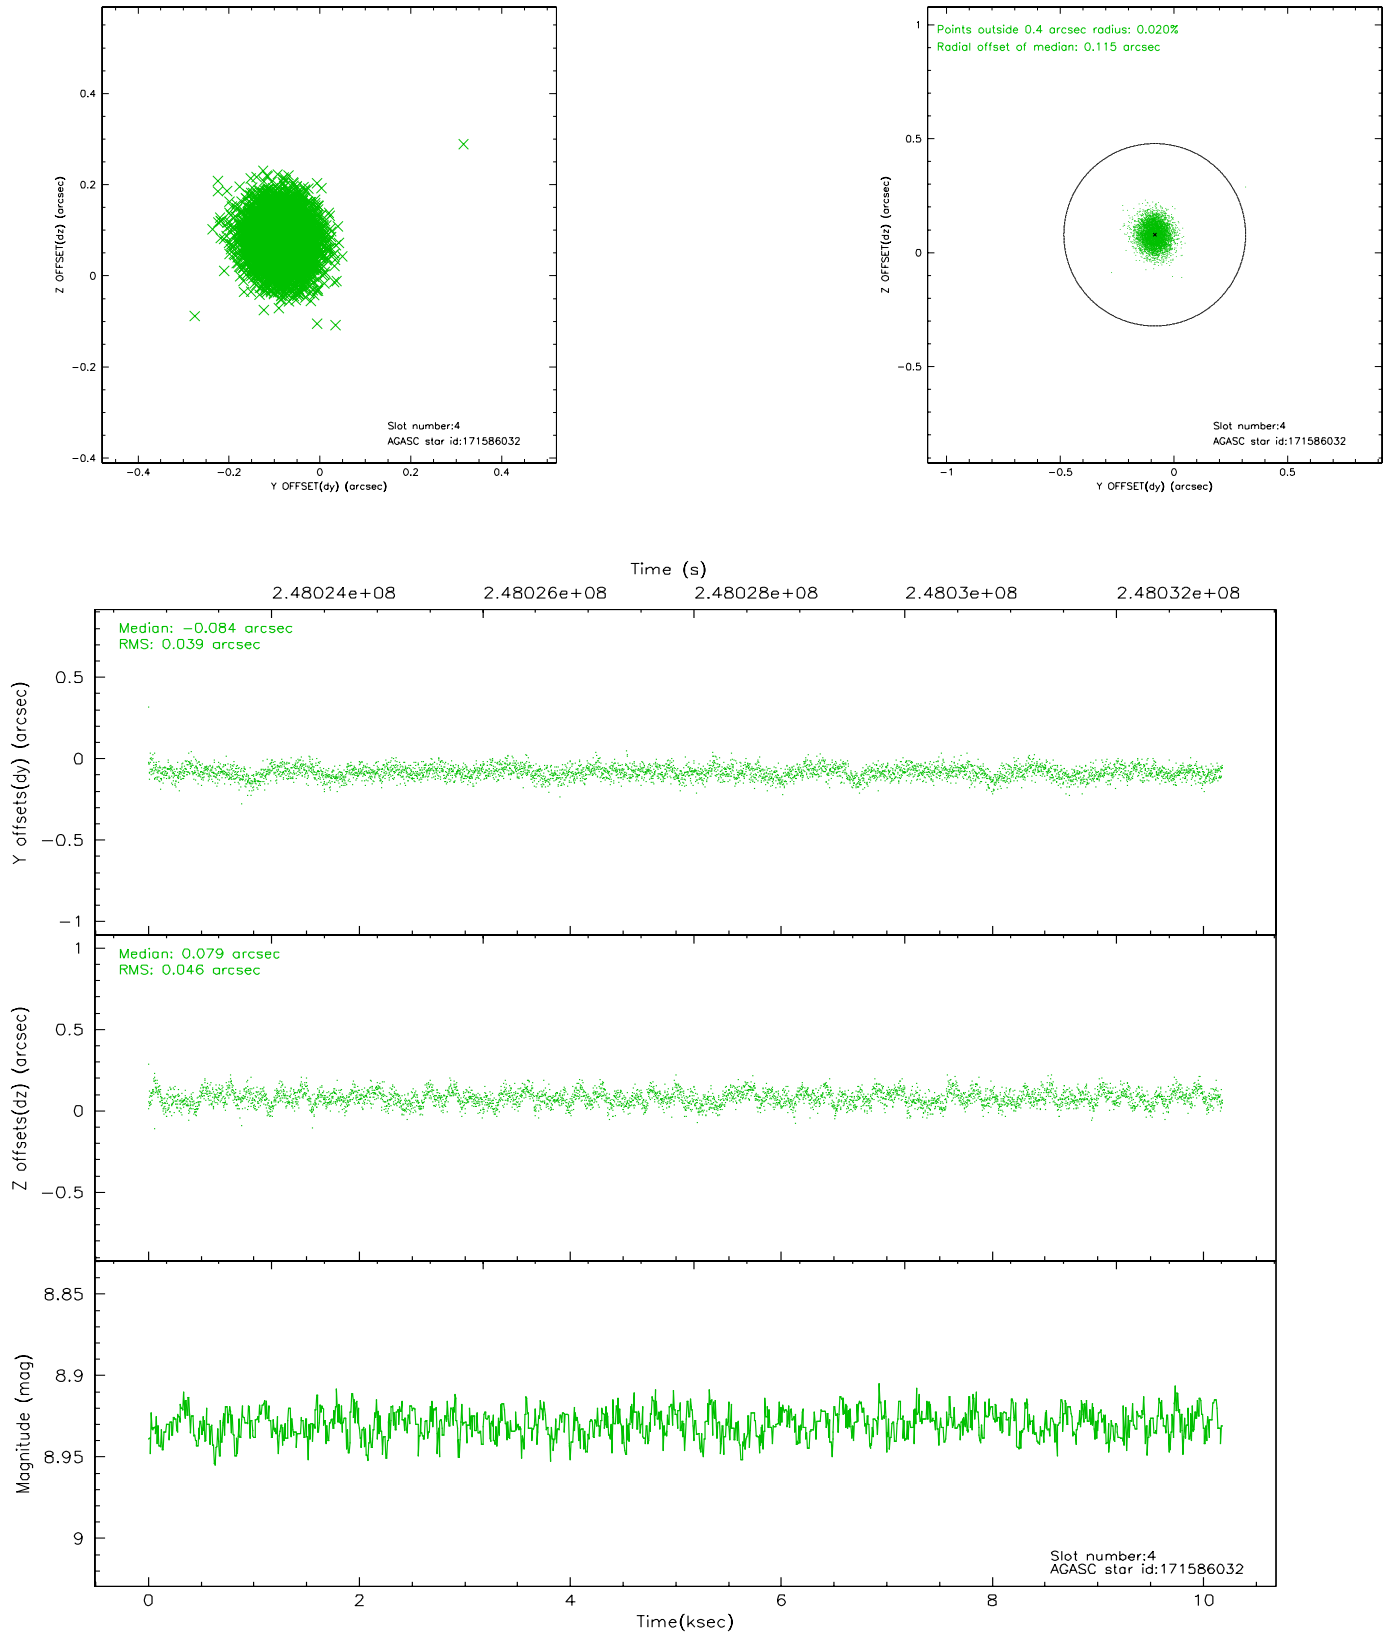 0.4
0.2
0
−0.2
−0.4
Z OFFSET(dz) (arcsec)
Slot number:4
AGASC star id:171586032
−0.4 −0.2 0 0.2 0.4
Y OFFSET(dy) (arcsec)
Points outside 0.4 arcsec radius: 0.020%
Radial offset of median: 0.115 arcsec
1
0.5
0
−0.5
Z OFFSET(dz) (arcsec)
Slot number:4
AGASC star id:171586032
−1 −0.5 0 0.5
Y OFFSET(dy) (arcsec)
Time (s)
2.48024e+08 2.48026e+08 2.48028e+08 2.4803e+08 2.48032e+08
Median: −0.084 arcsec
RMS: 0.039 arcsec
0.5
0
−0.5
−1
Y offsets(dy) (arcsec)
Median: 0.079 arcsec
RMS: 0.046 arcsec
1
0.5
0
−0.5
Z offsets(dz) (arcsec)
8.85
8.9
8.95
9
Magnitude (mag)
Slot number:4
AGASC star id:171586032
0 2 4 6 8 10
Time(ksec)